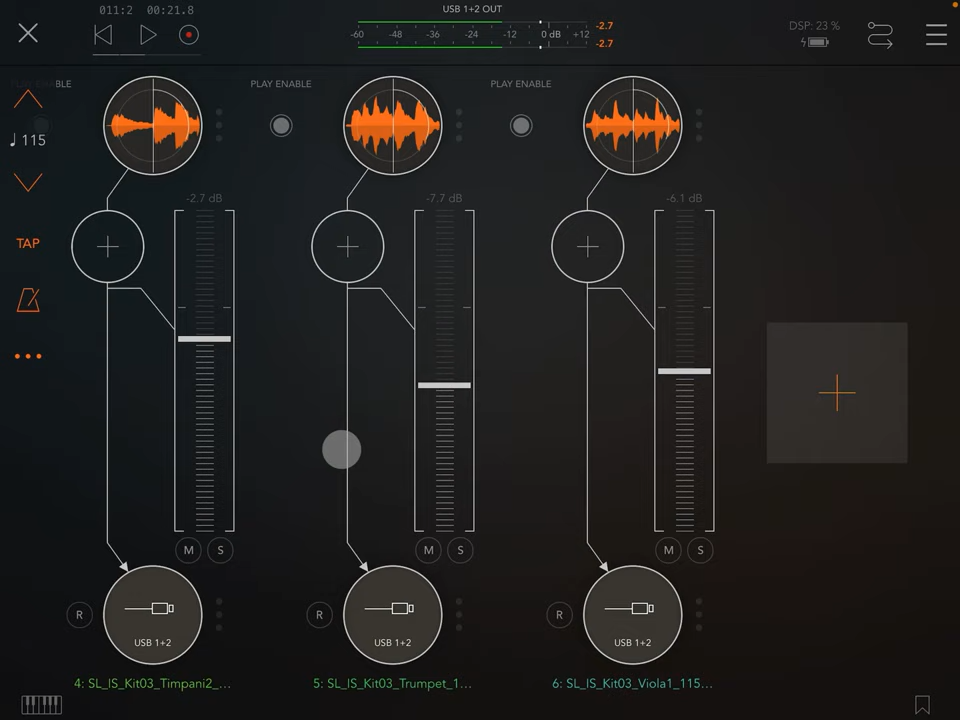 011:2 00:21.8
USB 1+2 OUT
-60 -48 -36 -24 -12 0 dB +12
-2.7
-2.7
DSP: 23 %
BLE
PLAY ENABLE
PLAY ENABLE
115
TAP
-2.7 dB
-7.7 dB
-6.1 dB
M S
M S
M S
R
USB 1+2
R
USB 1+2
R
USB 1+2
4: SL_IS_Kit03_Timpani2_...
5: SL_IS_Kit03_Trumpet_1...
6: SL_IS_Kit03_Viola1_115...